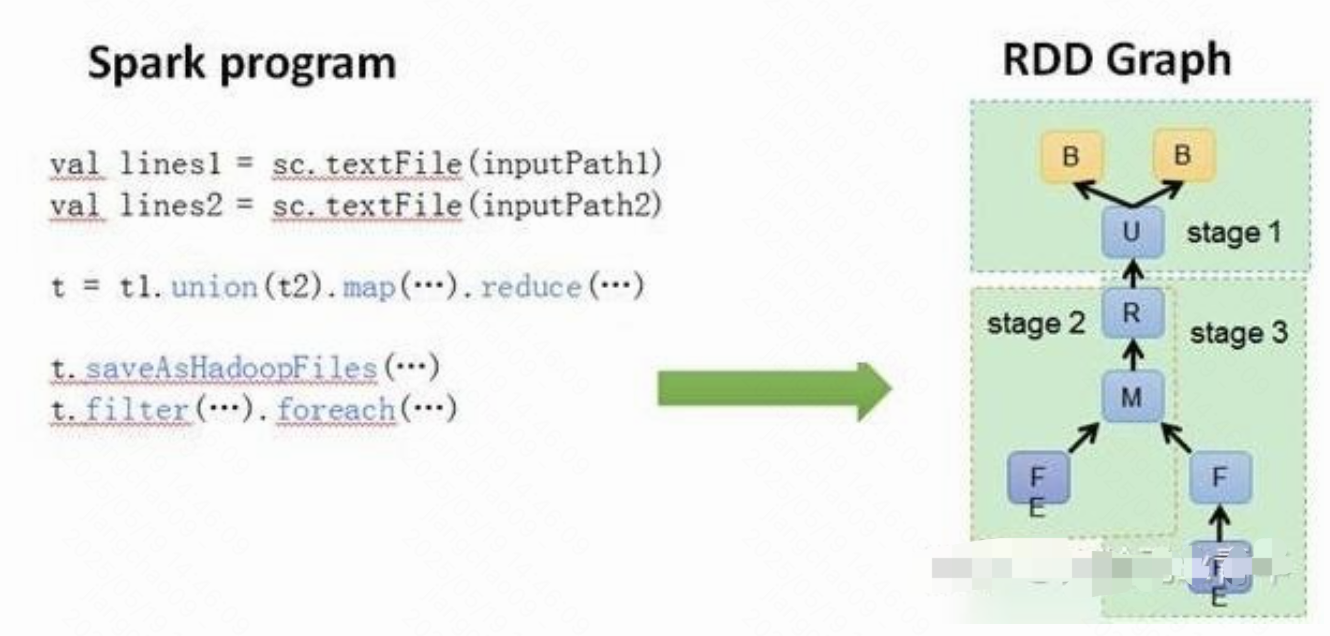 Spark program
val lines1 = sc.textFile(inputPath1)
val lines2 = sc.textFile(inputPath2)
t = t1.union(t2).map(…).reduce(…)
t.saveAsHadoopFiles(…)
t.filter(…).foreach(…)
RDD Graph
B B
U stage 1
stage 2 R stage 3
M
F
E
F
E